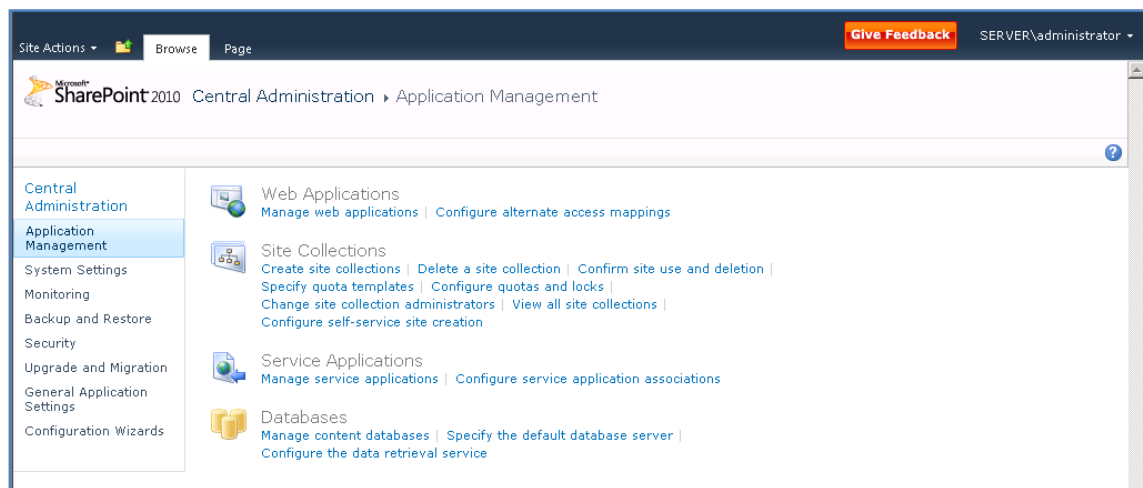 Site Actions Browse Page Give Feedback SERVER\administrator
Microsoft
SharePoint 2010 Central Administration Application Management
Central
Administration
Application
Management
System Settings
Monitoring
Backup and Restore
Security
Upgrade and Migration
General Application
Settings
Configuration Wizards
Web Applications
Manage web applications | Configure alternate access mappings
Site Collections
Create site collections | Delete a site collection | Confirm site use and deletion |
Specify quota templates | Configure quotas and locks |
Change site collection administrators | View all site collections |
Configure self-service site creation
Service Applications
Manage service applications | Configure service application associations
Databases
Manage content databases | Specify the default database server |
Configure the data retrieval service